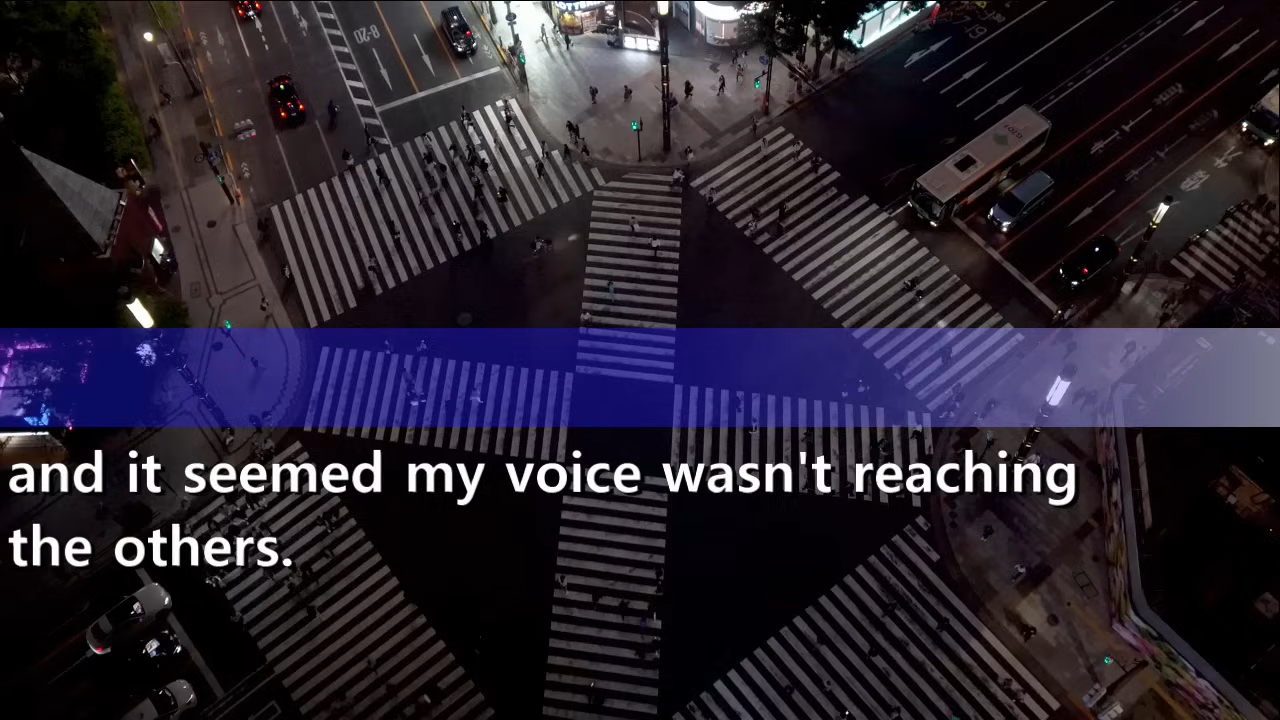 and it seemed my voice wasn't reaching
the others.